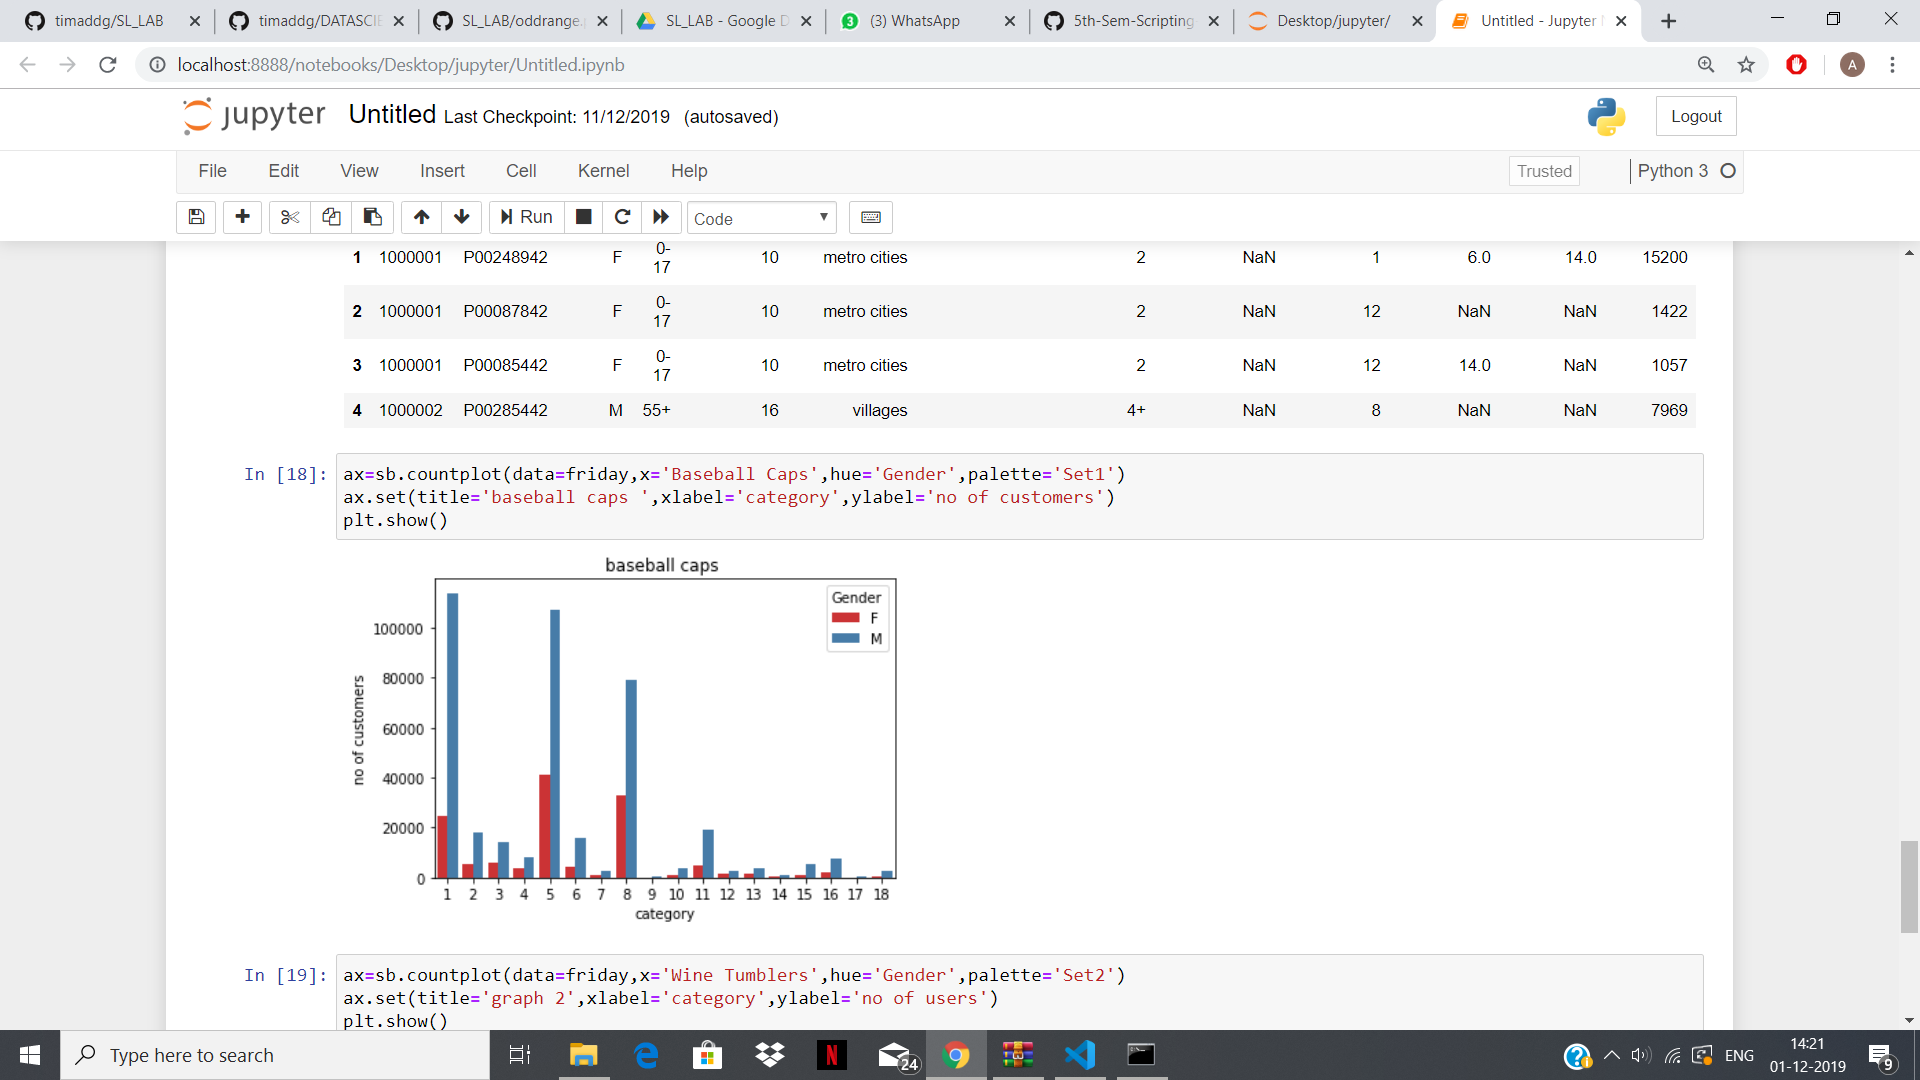 timaddg/SL_LAB
timaddg/DATASCIE
SL_LAB/oddrange.
SL_LAB - Google D
(3) WhatsApp
5th-Sem-Scripting
Desktop/jupyter/
Untitled - Jupyter
localhost:8888/notebooks/Desktop/jupyter/Untitled.ipynb
A
jupyter Untitled Last Checkpoint: 11/12/2019 (autosaved)
Logout
File Edit View Insert Cell Kernel Help
Trusted
Python 3
Run
Code
1 1000001 P00248942 F 0-17 10 metro cities 2 NaN 1 6.0 14.0 15200
2 1000001 P00087842 F 0-17 10 metro cities 2 NaN 12 NaN NaN 1422
3 1000001 P00085442 F 0-17 10 metro cities 2 NaN 12 14.0 NaN 1057
4 1000002 P00285442 M 55+ 16 villages 4+ NaN 8 NaN NaN 7969
In [18]: ax=sb.countplot(data=friday,x='Baseball Caps',hue='Gender',palette='Set1')
ax.set(title='baseball caps ',xlabel='category',ylabel='no of customers')
plt.show()
baseball caps
Gender
F
M
100000
80000
60000
40000
20000
0
no of customers
1 2 3 4 5 6 7 8 9 10 11 12 13 14 15 16 17 18
category
In [19]: ax=sb.countplot(data=friday,x='Wine Tumblers',hue='Gender',palette='Set2')
ax.set(title='graph 2',xlabel='category',ylabel='no of users')
plt.show()
Type here to search
24
ENG
14:21
01-12-2019
9